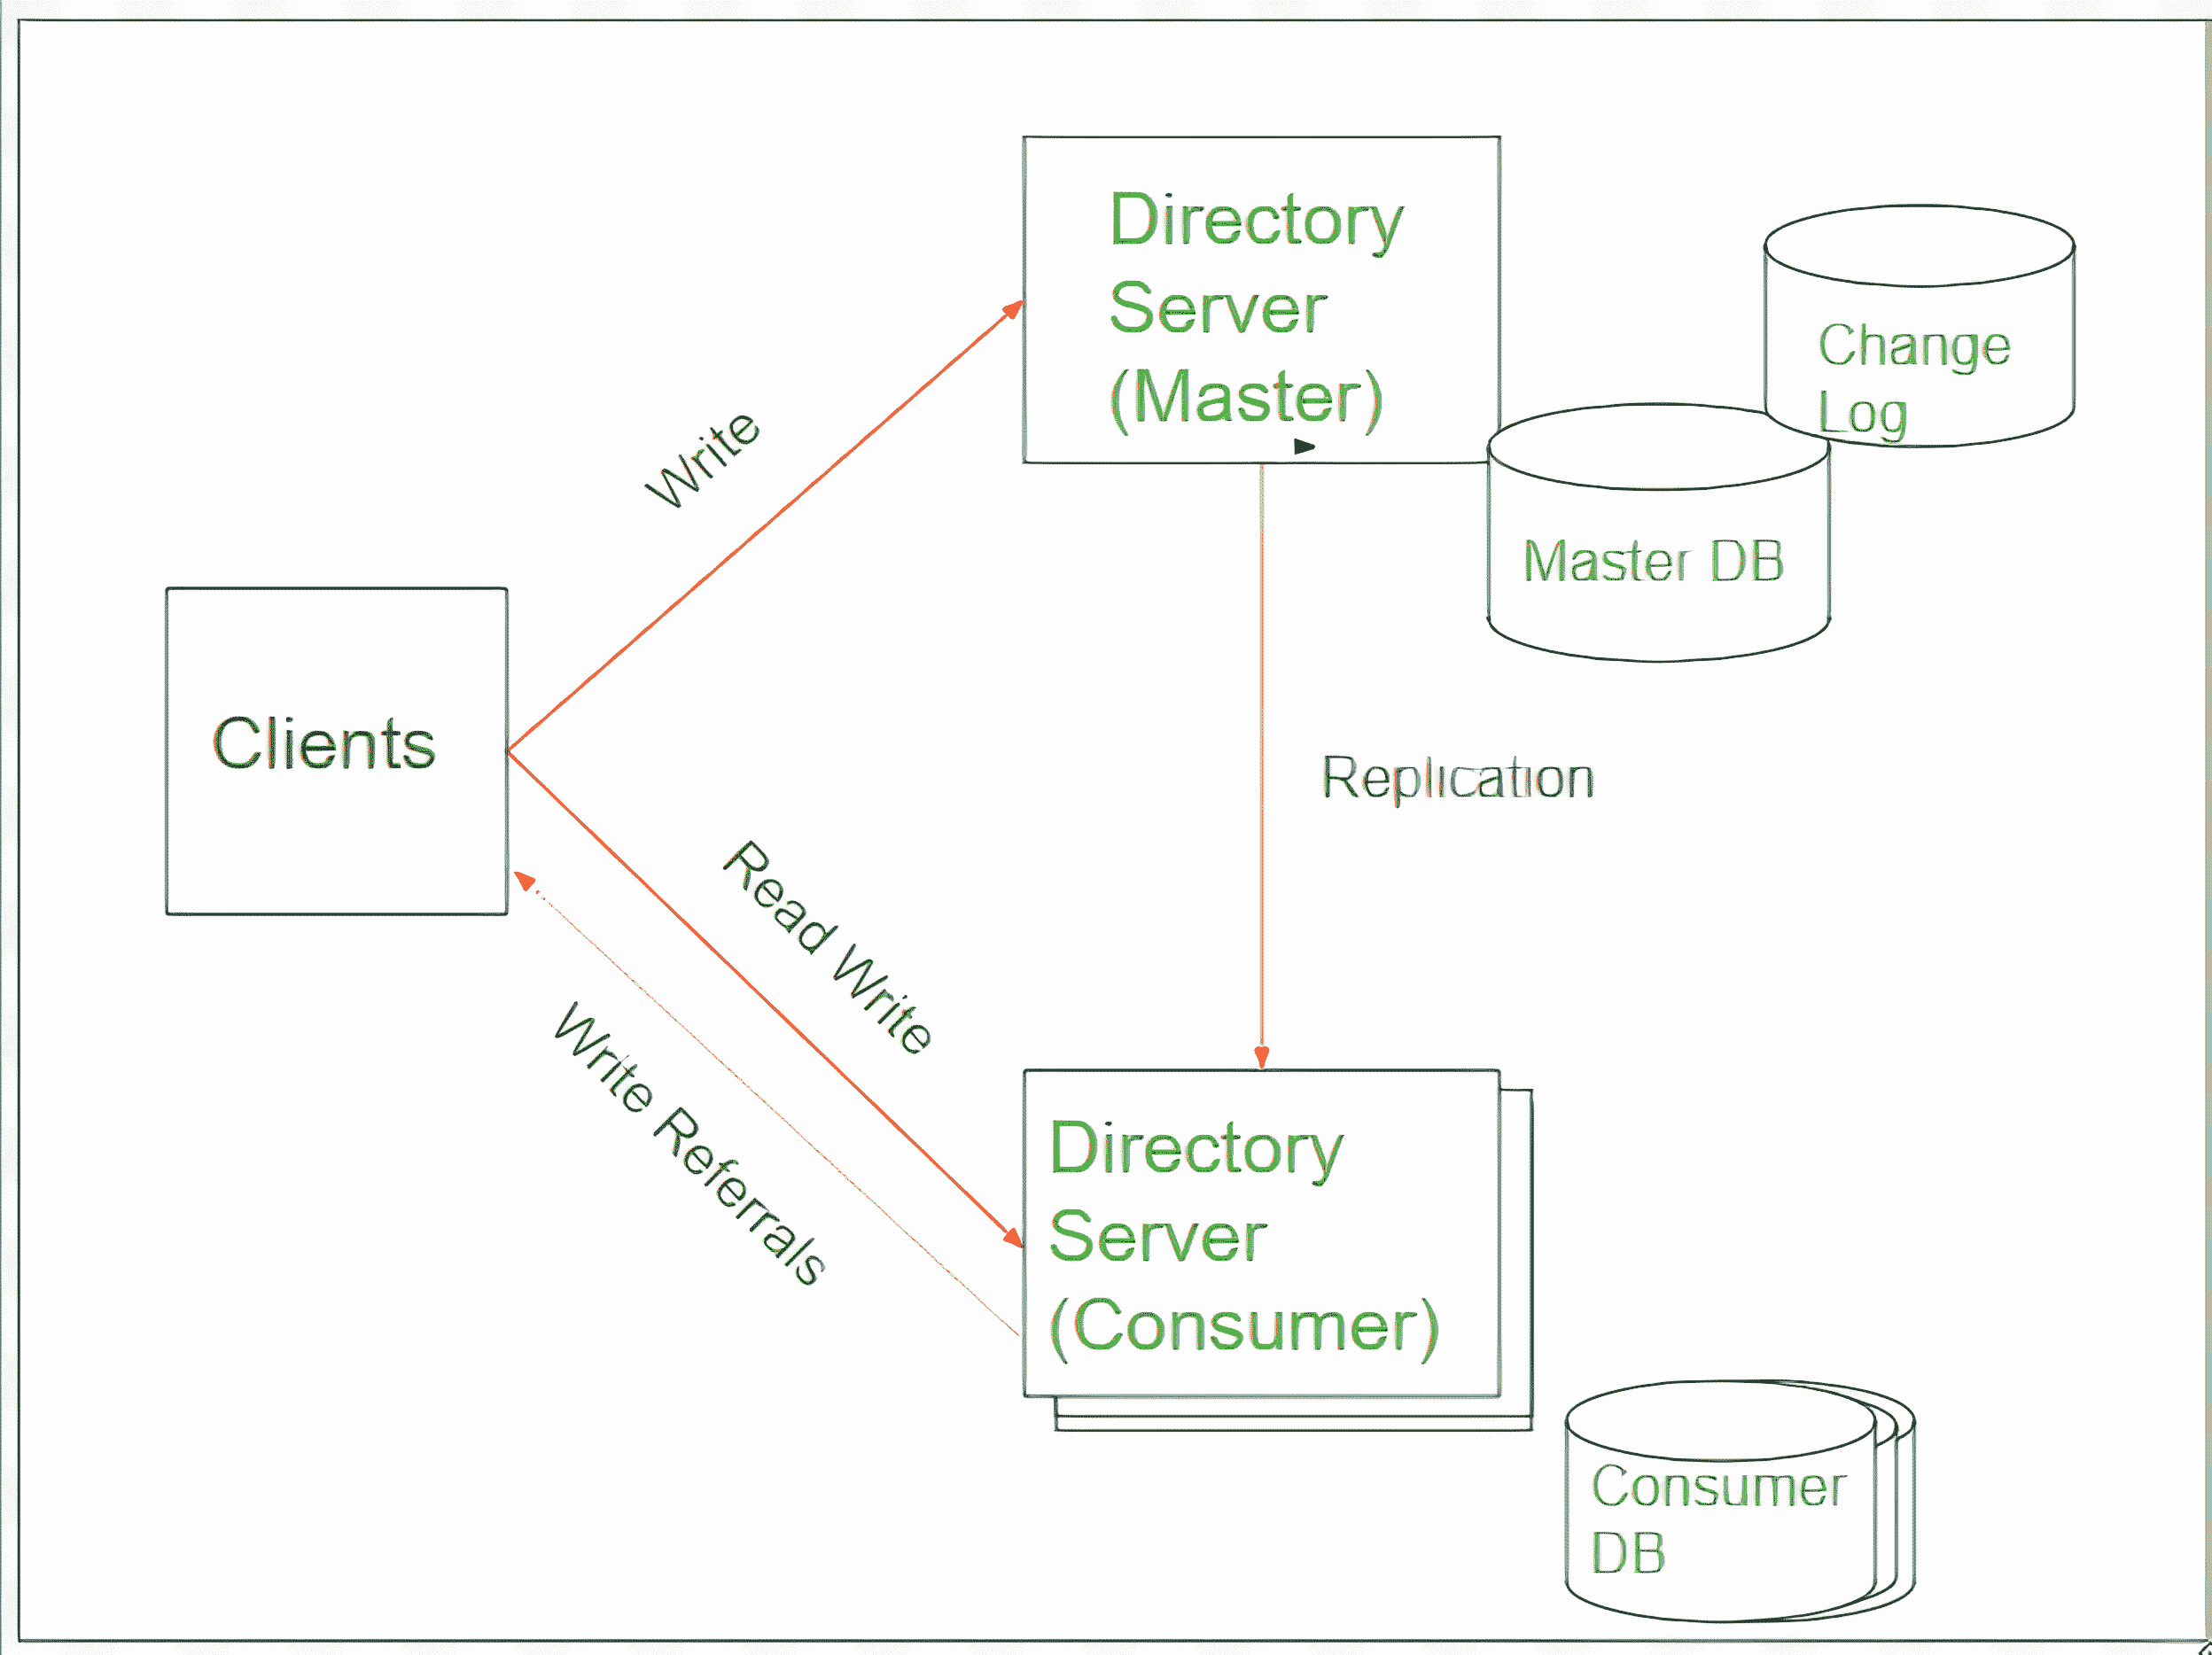 Directory
Server
(Master)
Change
Log
Write
Master DB
Clients
Replication
Read Write
Write Referrals
Directory
Server
(Consumer)
Consumer
DB